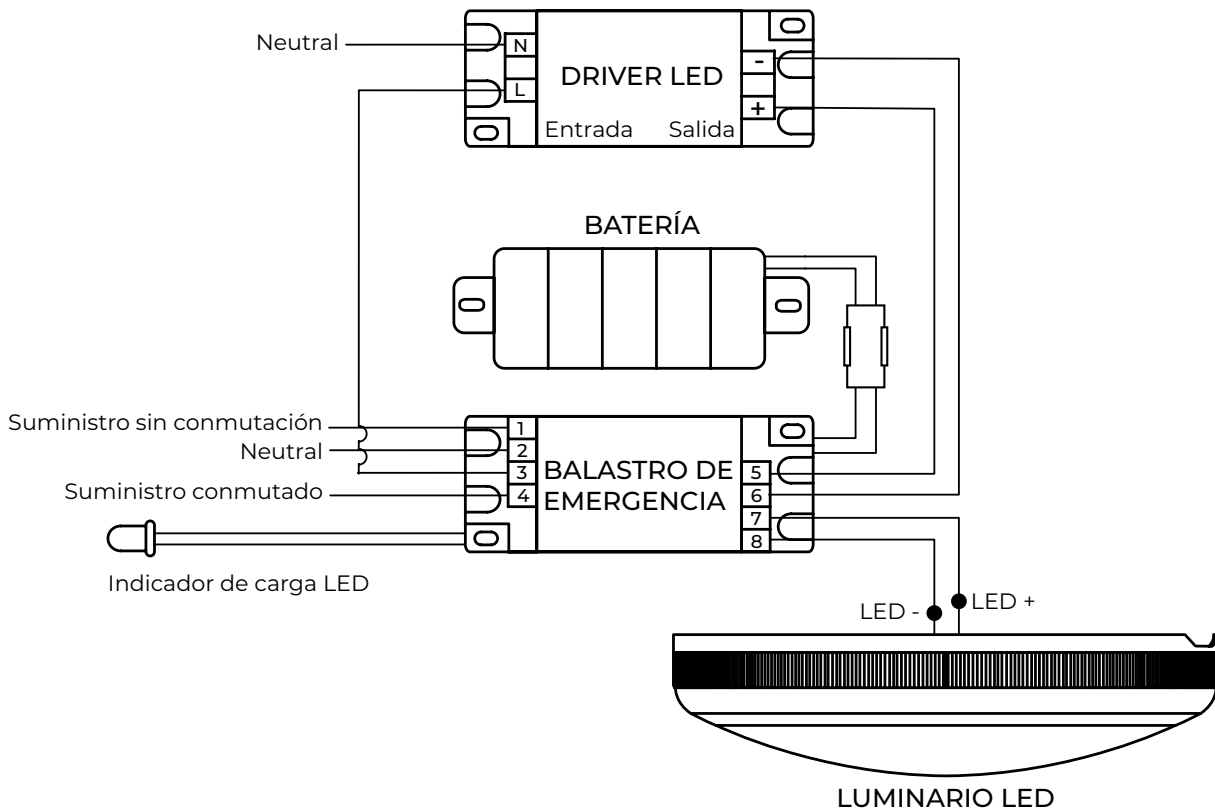 Neutral
N
L
DRIVER LED
Entrada
Salida
-
+
BATERÍA
Suministro sin conmutación
Neutral
Suministro conmutado
1
2
3
4
BALASTRO DE
EMERGENCIA
5
6
7
8
Indicador de carga LED
LED -
LED +
LUMINARIO LED